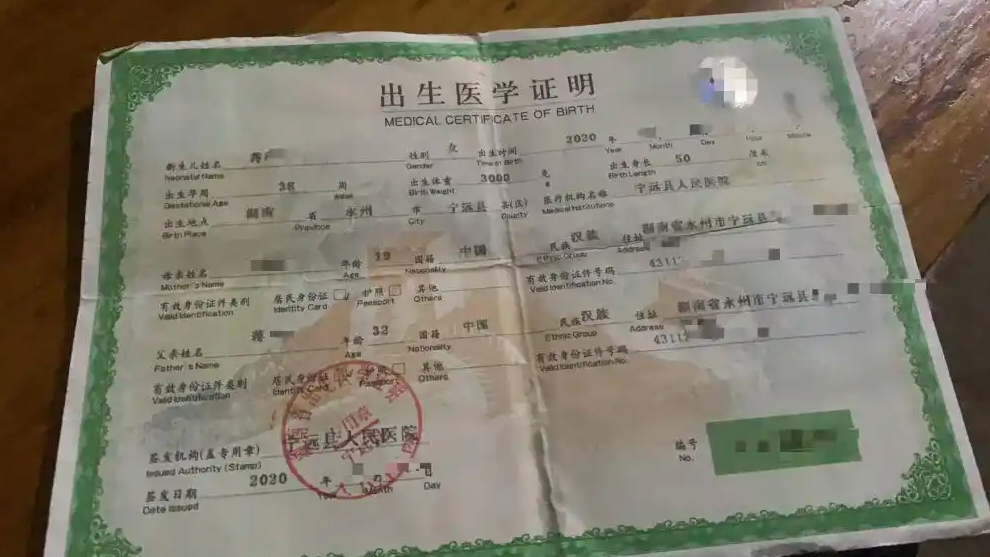 出生医学证明
MEDICAL CERTIFICATE OF BIRTH
新生儿姓名 蒋 性别 女 出生时间 2020 年
Neonatal Name Gender Time of Birth Year Month Day Hour Minute
出生孕周 38 周 出生体重 3000 克 出生身长 50 厘米
Gestational Age Week Birth Weight g Birth Length cm
出生地点 湖南 省 永州 市 宁远县 县(区) 医疗机构名称 宁远县人民医院
Birth Place Province City County Medical Institutions
母亲姓名 年龄 19 国籍 中国 民族 汉族 住址 湖南省永州市宁远县
Mother's Name Age Nationality Ethnic Group Address
有效身份证件类别 居民身份证 护照 其他 有效身份证件号码 4311
Valid Identification Identity Card Passport Others Valid Identification No.
父亲姓名 蒋 年龄 32 国籍 中国 民族 汉族 住址 湖南省永州市宁远县
Father's Name Age Nationality Ethnic Group Address
有效身份证件类别 居民身份证 其他 有效身份证件号码 4311
Valid Identification Identity Card Passport Others Valid Identification No.
签发机构(盖专用章) 宁远县人民医院
Issued Authority (Stamp)
签发日期 2020 年 编号
Date Issued Year Month Day No.